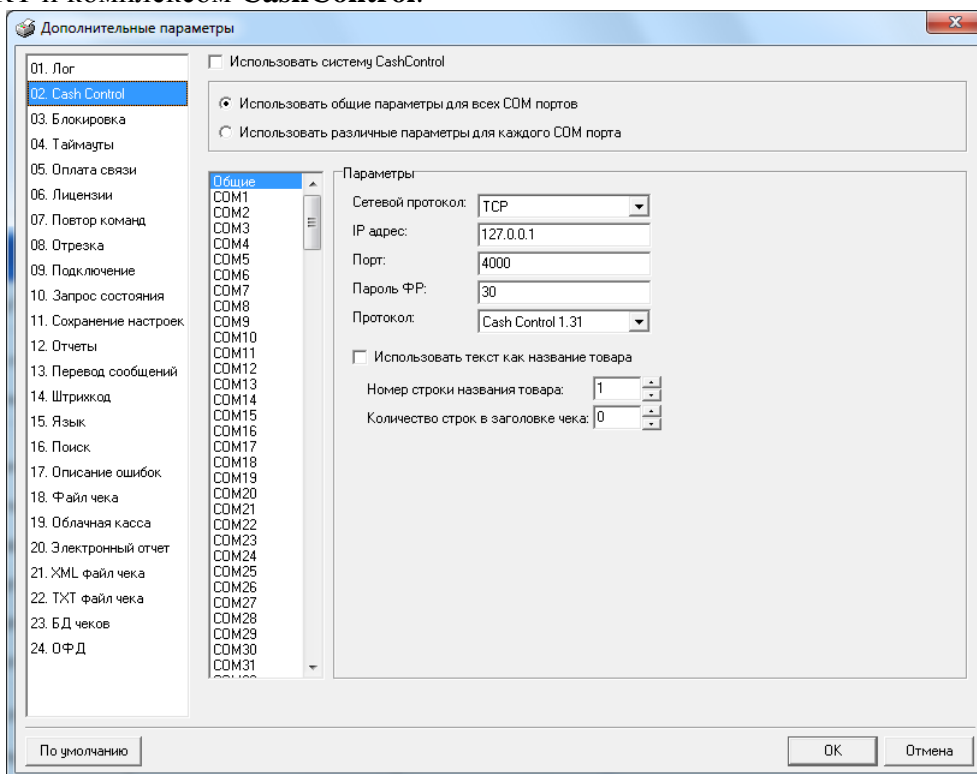 КТ и комплексом CashControl.
Дополнительные параметры
01. Лог
02. Cash Control
03. Блокировка
04. Таймауты
05. Оплата связи
06. Лицензии
07. Повтор команд
08. Отрезка
09. Подключение
10. Запрос состояния
11. Сохранение настроек
12. Отчеты
13. Перевод сообщений
14. Штрихкод
15. Язык
16. Поиск
17. Описание ошибок
18. Файл чека
19. Облачная касса
20. Электронный отчет
21. XML файл чека
22. TXT файл чека
23. БД чеков
24. ОФД
Использовать систему CashControl
Использовать общие параметры для всех COM портов
Использовать различные параметры для каждого COM порта
Общие
COM1
COM2
COM3
COM4
COM5
COM6
COM7
COM8
COM9
COM10
COM11
COM12
COM13
COM14
COM15
COM16
COM17
COM18
COM19
COM20
COM21
COM22
COM23
COM24
COM25
COM26
COM27
COM28
COM29
COM30
COM31
Параметры
Сетевой протокол: TCP
IP адрес: 127.0.0.1
Порт: 4000
Пароль ФР: 30
Протокол: Cash Control 1.31
Использовать текст как название товара
Номер строки названия товара: 1
Количество строк в заголовке чека: 0
По умолчанию
OK
Отмена